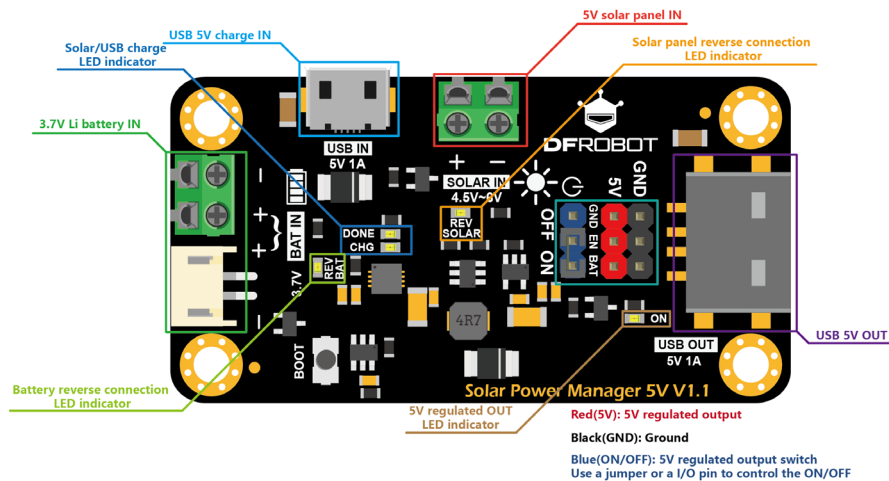 5V solar panel IN
USB 5V charge IN
Solar/USB charge
LED indicator
Solar panel reverse connection
LED indicator
3.7V Li battery IN
DFROBOT
USB IN
5V 1A
+ −
SOLAR IN
4.5V~6V
REV
SOLAR
OFF ON
GND EN BAT
5V
GND
−
+
+
−
BAT IN
3.7V
DONE
CHG
REV
BAT
4R7
ON
BOOT
USB OUT
5V 1A
USB 5V OUT
Solar Power Manager 5V V1.1
Battery reverse connection
LED indicator
5V regulated OUT
LED indicator
Red(5V): 5V regulated output
Black(GND): Ground
Blue(ON/OFF): 5V regulated output switch
Use a jumper or a I/O pin to control the ON/OFF